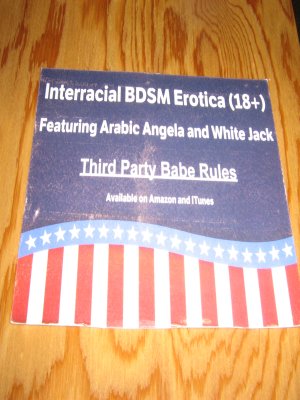 Interracial BDSM Erotica (18+)
Featuring Arabic Angela and White Jack
Third Party Babe Rules
Available on Amazon and ITunes